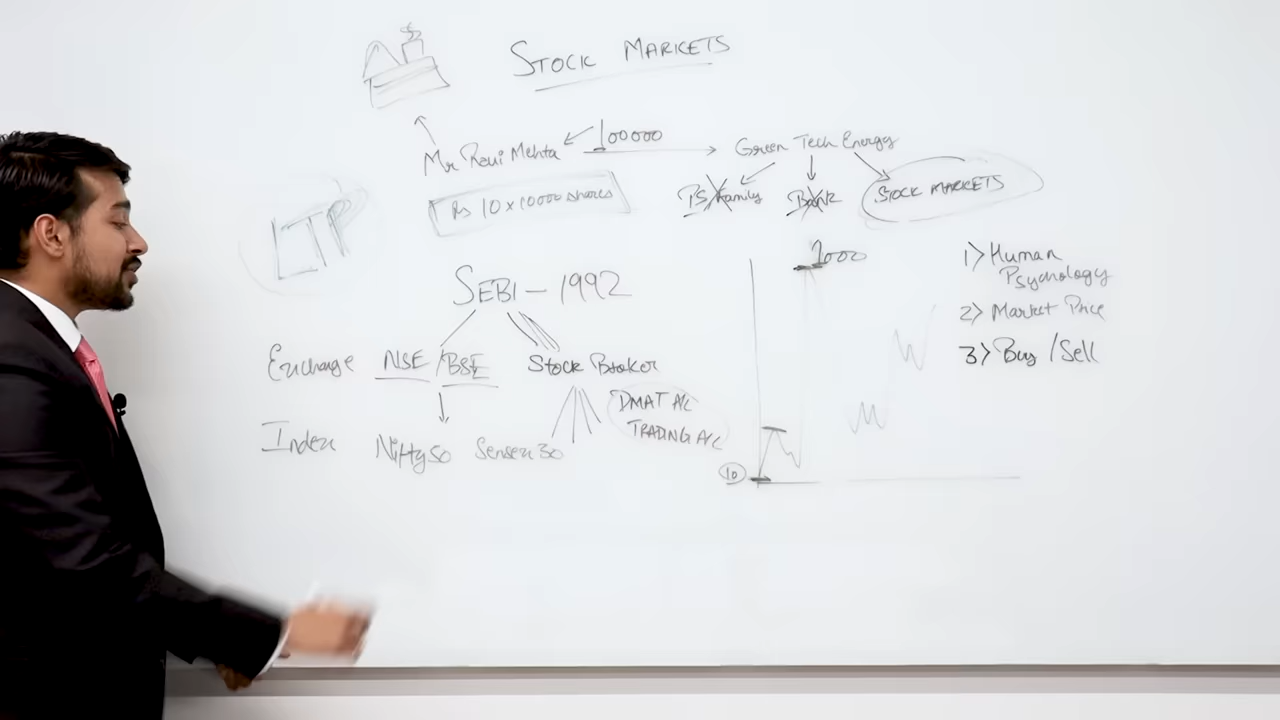 STOCK MARKETS
100000
Mr Ravi Mehta
Green Tech Energy
Rs 10 x 10000 shares
PS/Family
BANK
STOCK MARKETS
LTP
1000
1) Human Psychology
2) Market Price
3) Buy / Sell
SEBI - 1992
Exchange NSE / BSE Stock Broker
DMAT A/C
TRADING A/C
Index Nifty50 Sensex 30
10